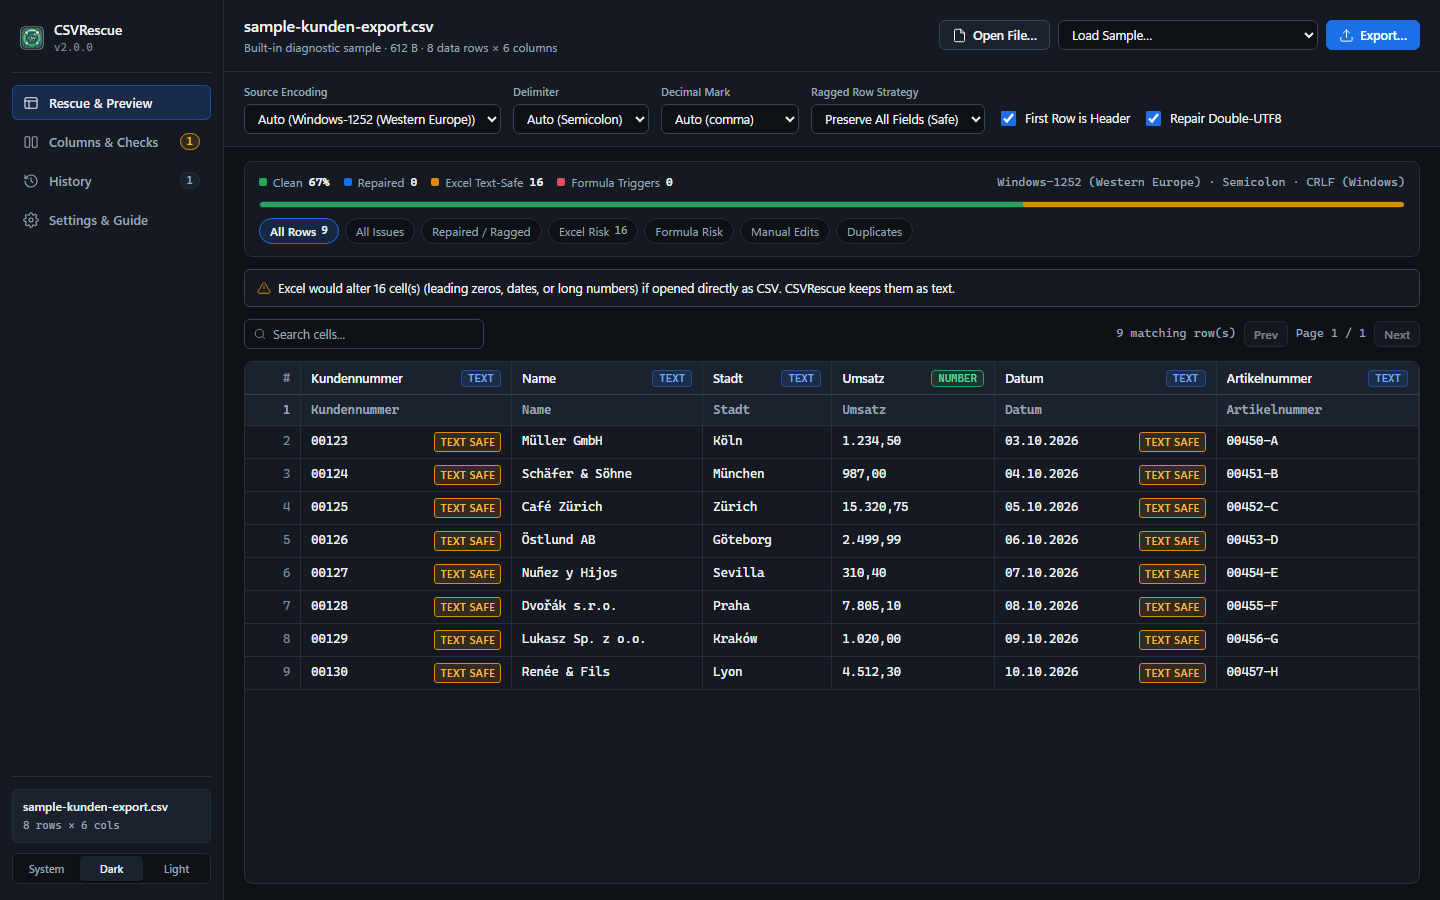 CSVRescue
v2.0.0
Rescue & Preview
Columns & Checks 1
History 1
Settings & Guide
sample-kunden-export.csv
8 rows × 6 cols
System Dark Light
sample-kunden-export.csv
Built-in diagnostic sample · 612 B · 8 data rows × 6 columns
Open File... Load Sample... Export...
Source Encoding Delimiter Decimal Mark Ragged Row Strategy
Auto (Windows-1252 (Western Europe)) Auto (Semicolon) Auto (comma) Preserve All Fields (Safe) First Row is Header Repair Double-UTF8
Clean 67% Repaired 0 Excel Text-Safe 16 Formula Triggers 0 Windows-1252 (Western Europe) · Semicolon · CRLF (Windows)
All Rows 9 All Issues Repaired / Ragged Excel Risk 16 Formula Risk Manual Edits Duplicates
Excel would alter 16 cell(s) (leading zeros, dates, or long numbers) if opened directly as CSV. CSVRescue keeps them as text.
Search cells... 9 matching row(s) Prev Page 1 / 1 Next
# Kundennummer TEXT Name TEXT Stadt TEXT Umsatz NUMBER Datum TEXT Artikelnummer TEXT
1 Kundennummer Name Stadt Umsatz Datum Artikelnummer
2 00123 TEXT SAFE Müller GmbH Köln 1.234,50 03.10.2026 TEXT SAFE 00450-A
3 00124 TEXT SAFE Schäfer & Söhne München 987,00 04.10.2026 TEXT SAFE 00451-B
4 00125 TEXT SAFE Café Zürich Zürich 15.320,75 05.10.2026 TEXT SAFE 00452-C
5 00126 TEXT SAFE Östlund AB Göteborg 2.499,99 06.10.2026 TEXT SAFE 00453-D
6 00127 TEXT SAFE Nuñez y Hijos Sevilla 310,40 07.10.2026 TEXT SAFE 00454-E
7 00128 TEXT SAFE Dvořák s.r.o. Praha 7.805,10 08.10.2026 TEXT SAFE 00455-F
8 00129 TEXT SAFE Lukasz Sp. z o.o. Kraków 1.020,00 09.10.2026 TEXT SAFE 00456-G
9 00130 TEXT SAFE Renée & Fils Lyon 4.512,30 10.10.2026 TEXT SAFE 00457-H